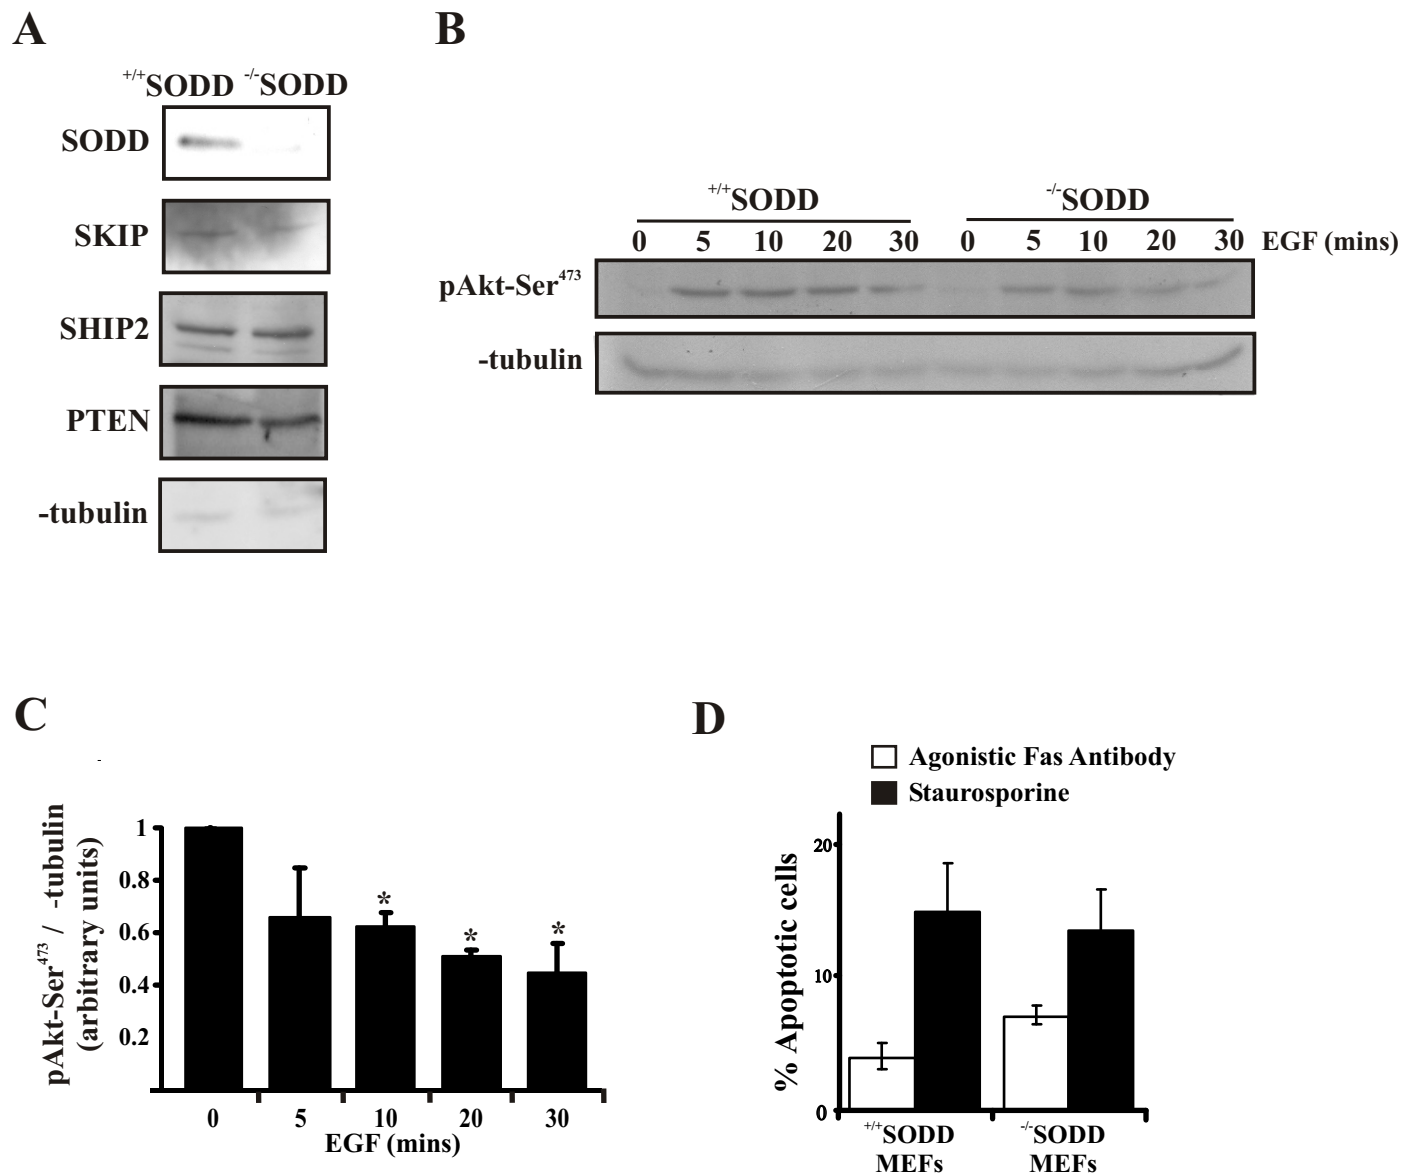 A
+/+SODD -/-SODD
SODD
SKIP
SHIP2
PTEN
-tubulin
B
+/+SODD -/-SODD
0 5 10 20 30 0 5 10 20 30 EGF (mins)
pAkt-Ser473
-tubulin
C
pAkt-Ser473 / -tubulin
(arbitrary units)
1
0.8
0.6
0.4
0.2
* * *
0 5 10 20 30
EGF (mins)
D
Agonistic Fas Antibody
Staurosporine
% Apoptotic cells
20
10
0
+/+SODD -/-SODD
MEFs MEFs